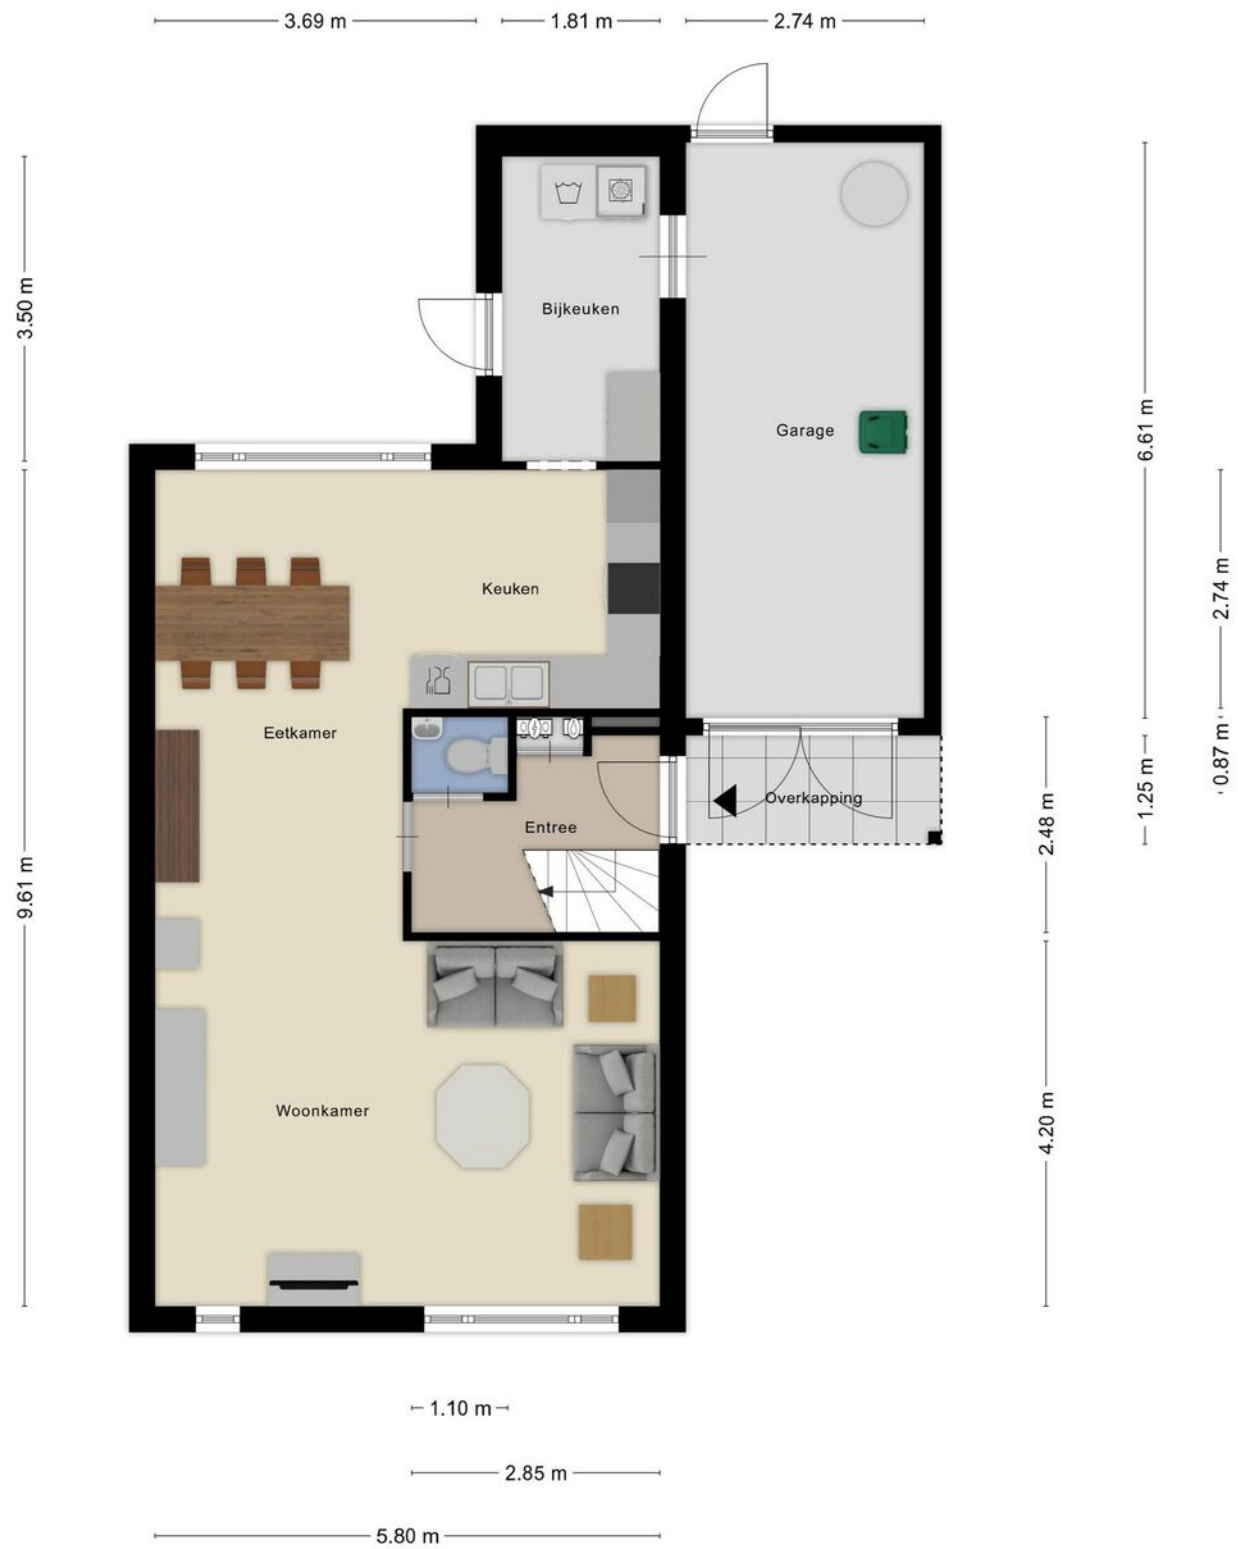 3.69 m
1.81 m
2.74 m
3.50 m
Bijkeuken
Garage
6.61 m
Keuken
2.74 m
Eetkamer
0.87 m
1.25 m
Overkapping
Entree
2.48 m
9.61 m
Woonkamer
4.20 m
1.10 m
2.85 m
5.80 m